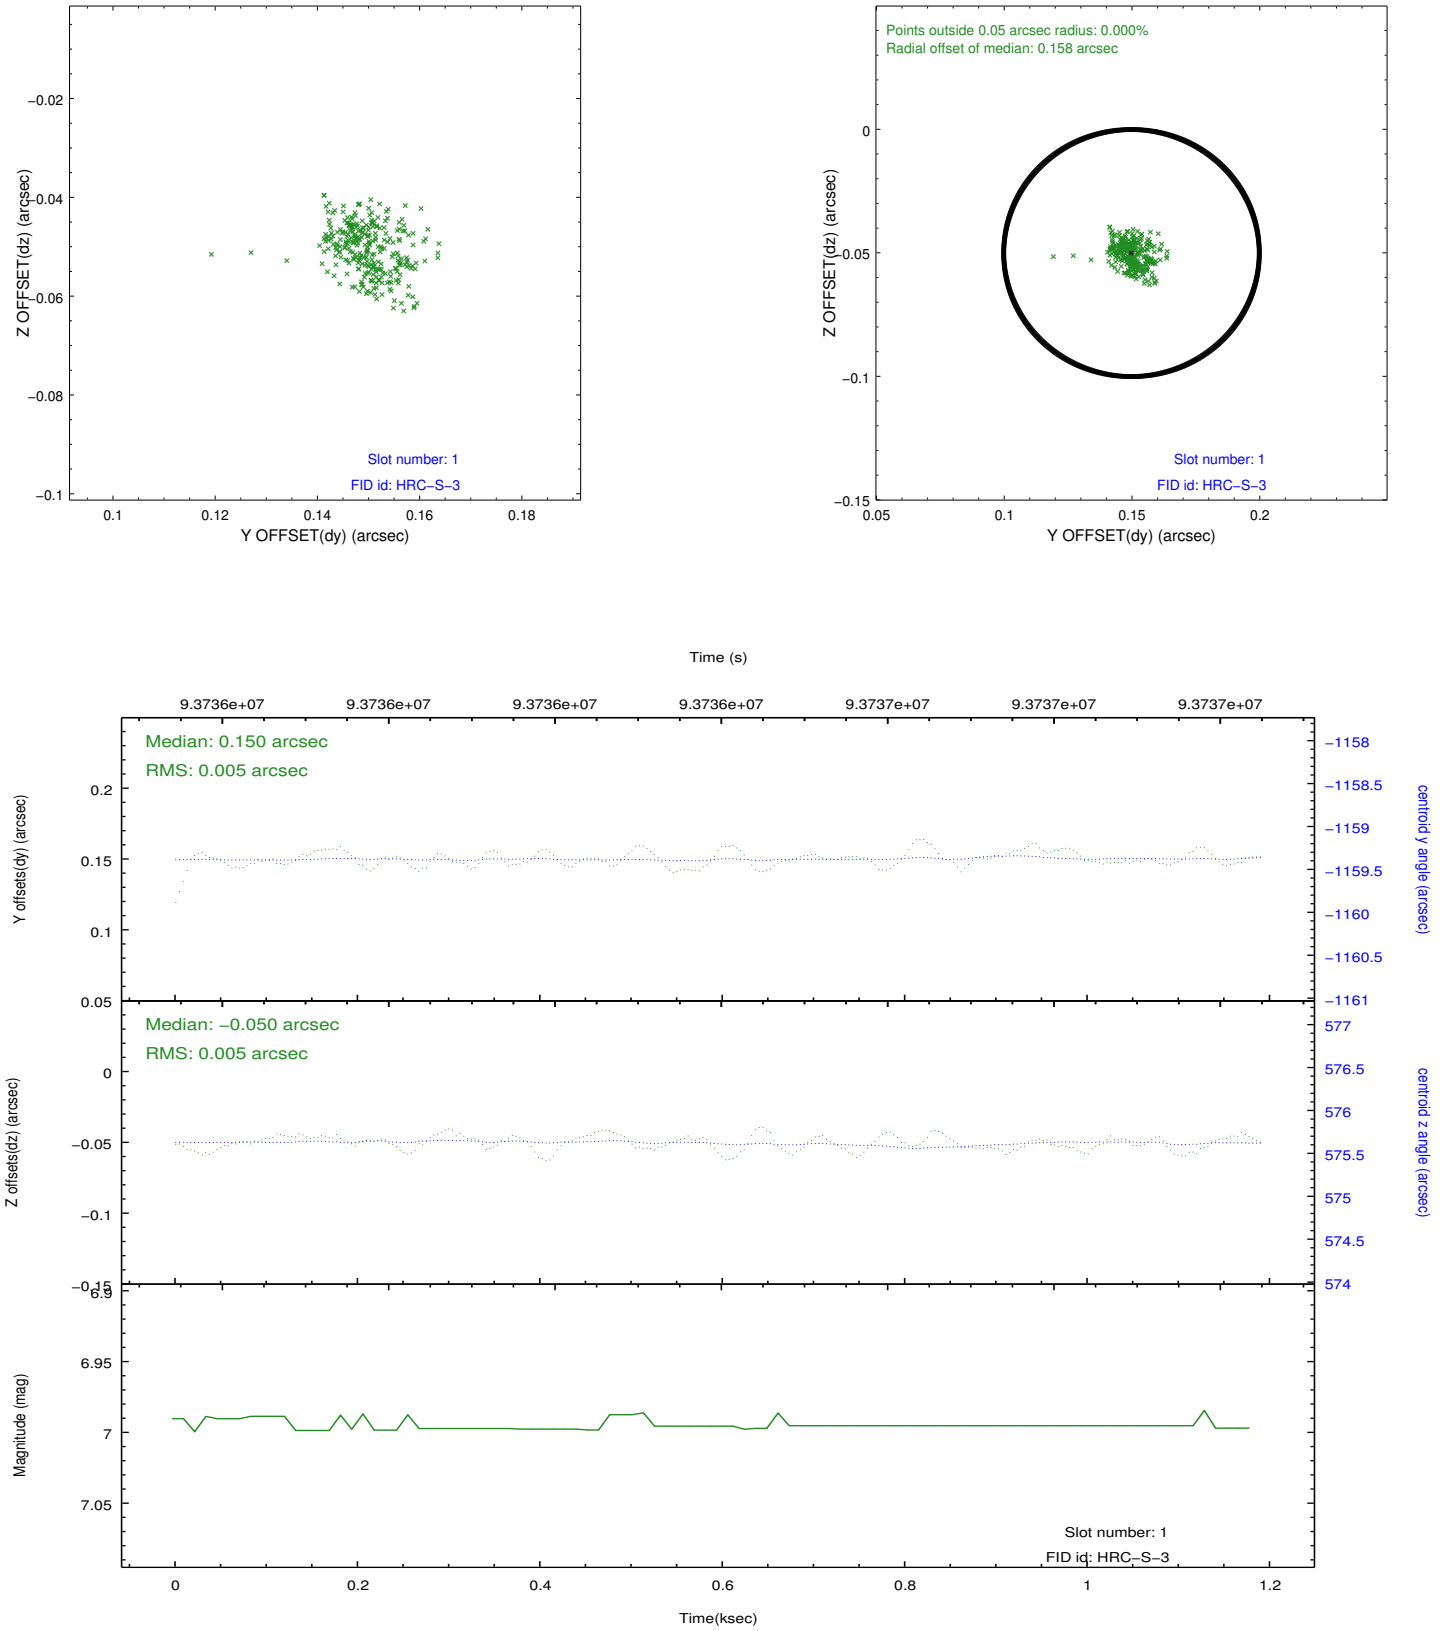 Z OFFSET(dz) (arcsec)
−0.02
−0.04
−0.06
−0.08
−0.1
Slot number: 1
FID id: HRC−S−3
0.1 0.12 0.14 0.16 0.18
Y OFFSET(dy) (arcsec)
Points outside 0.05 arcsec radius: 0.000%
Radial offset of median: 0.158 arcsec
Z OFFSET(dz) (arcsec)
0
−0.05
−0.1
−0.15
Slot number: 1
FID id: HRC−S−3
0.05 0.1 0.15 0.2
Y OFFSET(dy) (arcsec)
Time (s)
9.3736e+07 9.3736e+07 9.3736e+07 9.3736e+07 9.3737e+07 9.3737e+07 9.3737e+07
Median: 0.150 arcsec
RMS: 0.005 arcsec
Y offsets(dy) (arcsec)
0.2
0.15
0.1
0.05
−1158
−1158.5
−1159
−1159.5
−1160
−1160.5
−1161
centroid y angle (arcsec)
Median: −0.050 arcsec
RMS: 0.005 arcsec
Z offsets(dz) (arcsec)
0
−0.05
−0.1
−0.15
577
576.5
576
575.5
575
574.5
574
centroid z angle (arcsec)
Magnitude (mag)
6.9
6.95
7
7.05
Slot number: 1
FID id: HRC−S−3
0 0.2 0.4 0.6 0.8 1 1.2
Time(ksec)